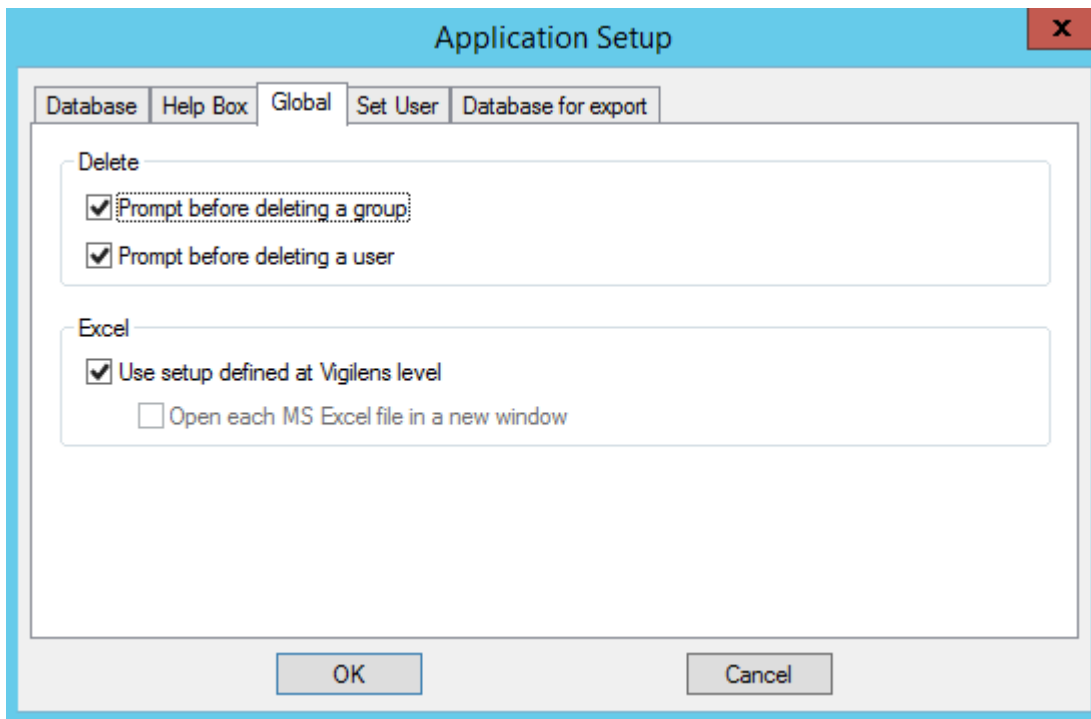 Application Setup
x
Database Help Box Global Set User Database for export
Delete
Prompt before deleting a group
Prompt before deleting a user
Excel
Use setup defined at Vigilens level
Open each MS Excel file in a new window
OK Cancel